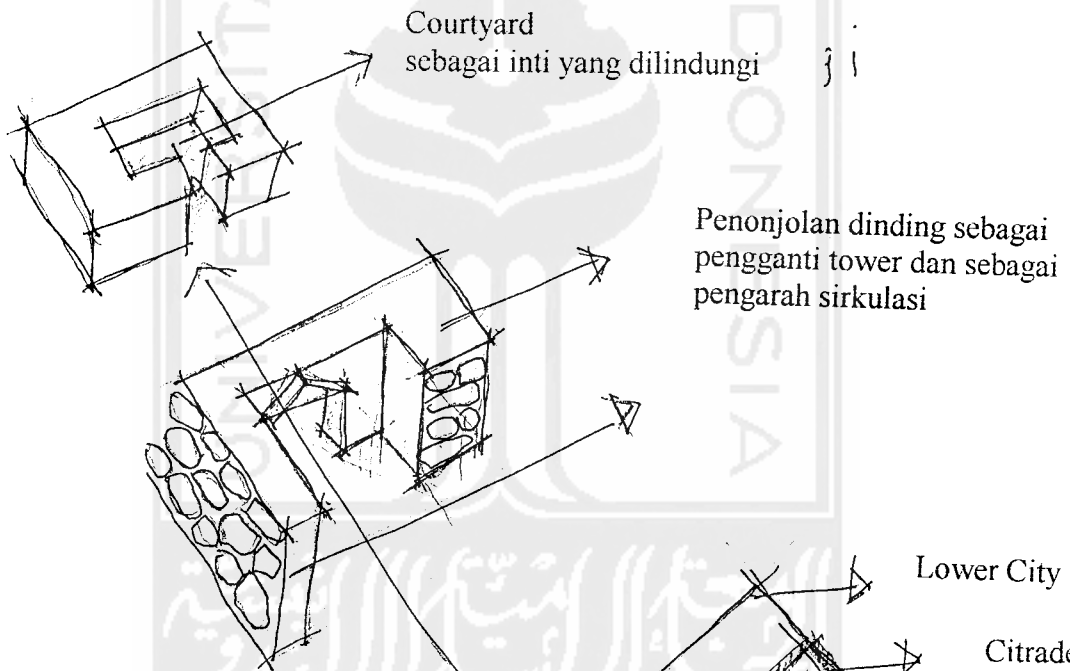 Courtyard
sebagai inti yang dilindungi
Penonjolan dinding sebagai
pengganti tower dan sebagai
pengarah sirkulasi
Lower City
Citrade